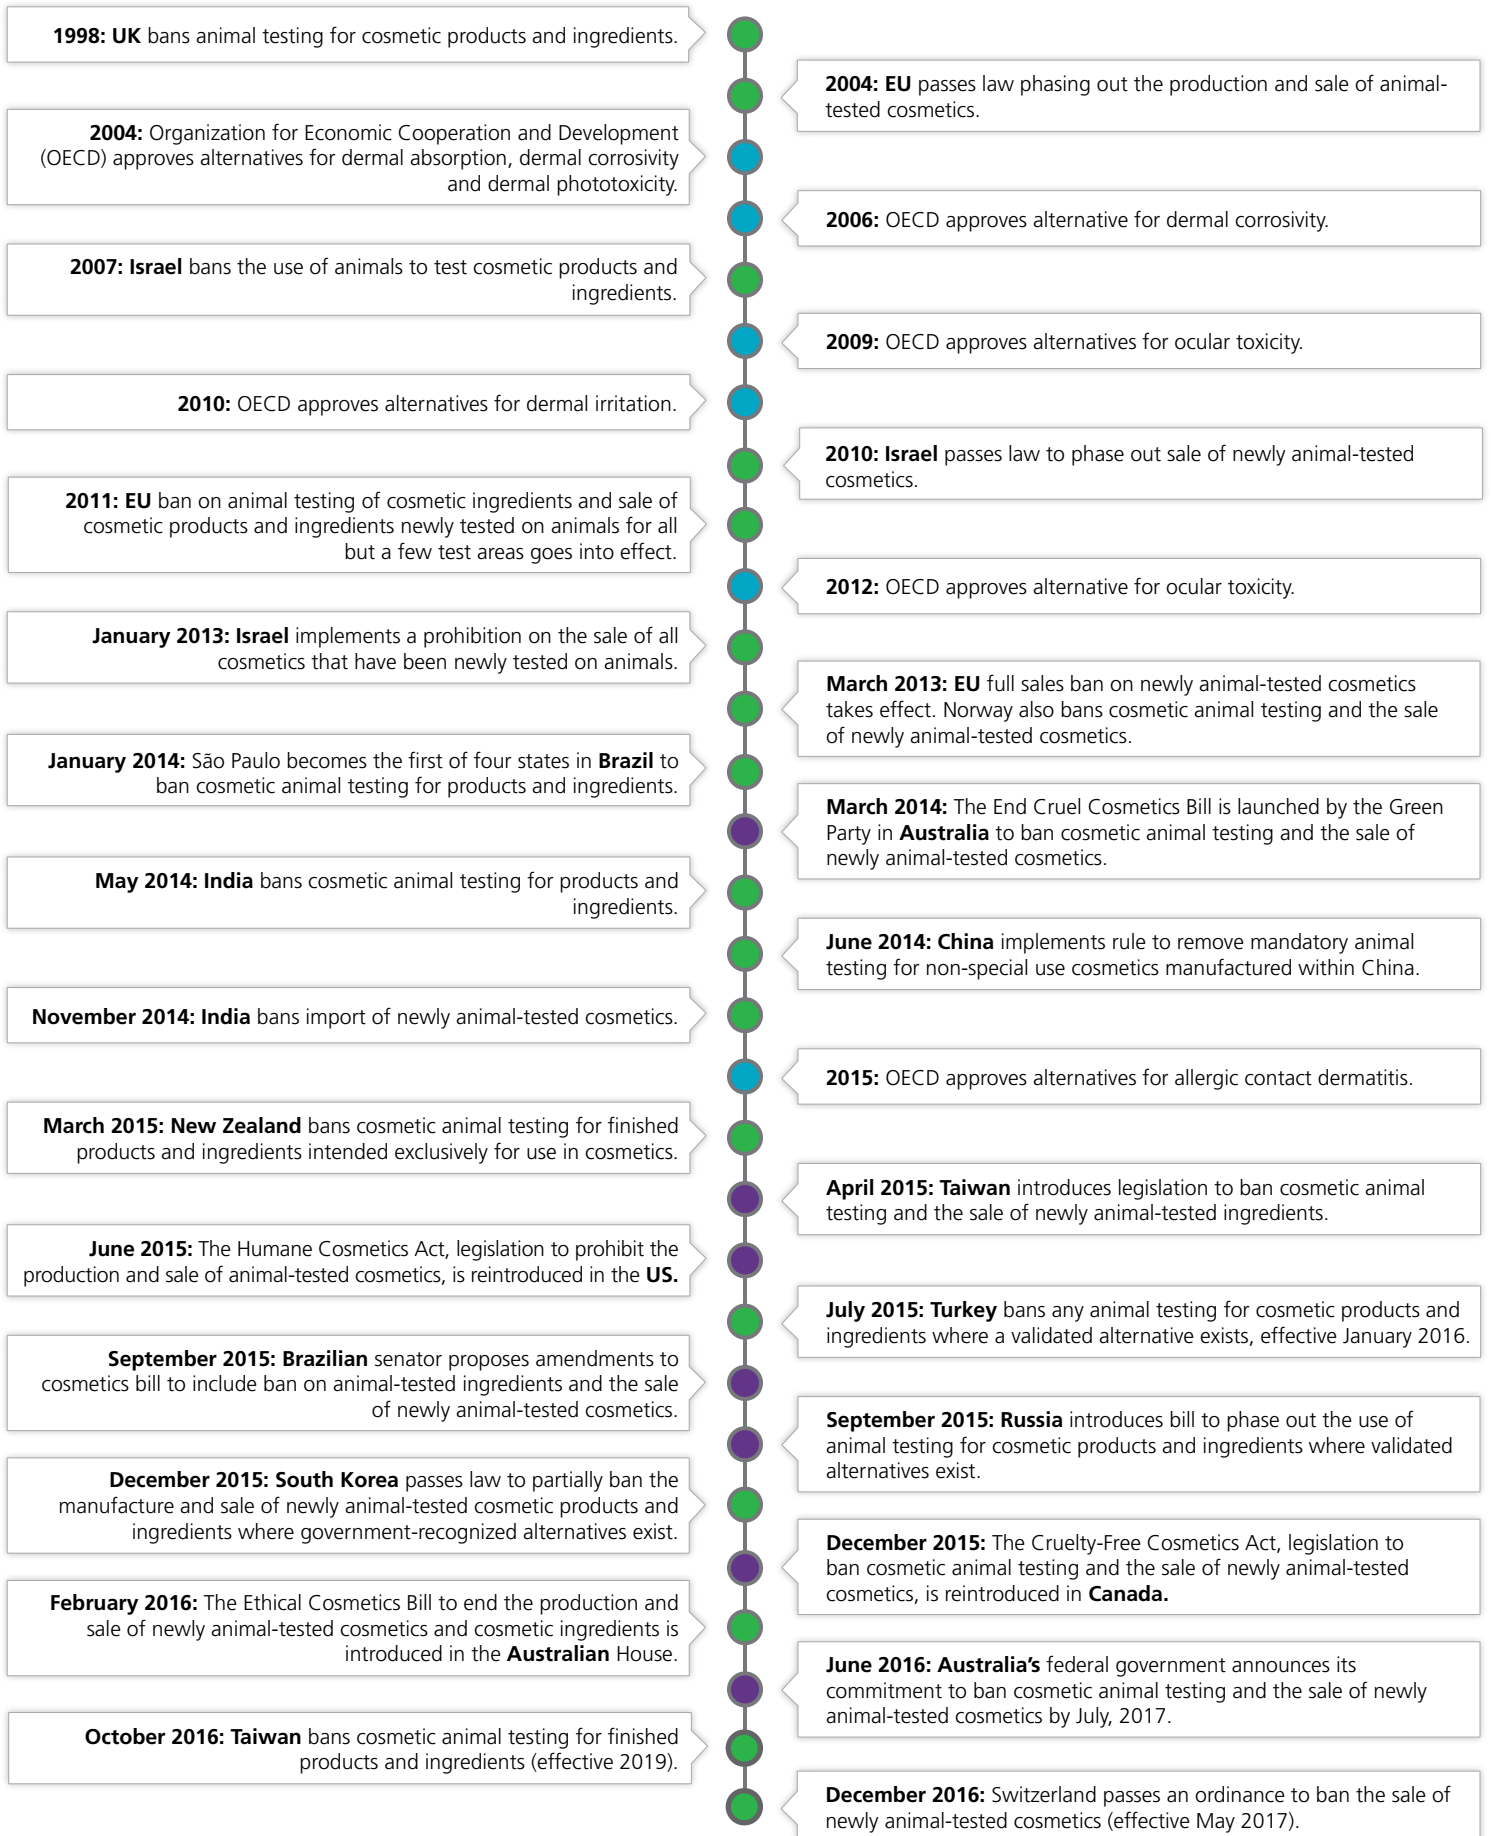 1998: UK bans animal testing for cosmetic products and ingredients.
2004: EU passes law phasing out the production and sale of animal-
tested cosmetics.
2004: Organization for Economic Cooperation and Development
(OECD) approves alternatives for dermal absorption, dermal corrosivity
and dermal phototoxicity.
2006: OECD approves alternative for dermal corrosivity.
2007: Israel bans the use of animals to test cosmetic products and
ingredients.
2009: OECD approves alternatives for ocular toxicity.
2010: OECD approves alternatives for dermal irritation.
2010: Israel passes law to phase out sale of newly animal-tested
cosmetics.
2011: EU ban on animal testing of cosmetic ingredients and sale of
cosmetic products and ingredients newly tested on animals for all
but a few test areas goes into effect.
2012: OECD approves alternative for ocular toxicity.
January 2013: Israel implements a prohibition on the sale of all
cosmetics that have been newly tested on animals.
March 2013: EU full sales ban on newly animal-tested cosmetics
takes effect. Norway also bans cosmetic animal testing and the sale
of newly animal-tested cosmetics.
January 2014: São Paulo becomes the first of four states in Brazil to
ban cosmetic animal testing for products and ingredients.
March 2014: The End Cruel Cosmetics Bill is launched by the Green
Party in Australia to ban cosmetic animal testing and the sale of
newly animal-tested cosmetics.
May 2014: India bans cosmetic animal testing for products and
ingredients.
June 2014: China implements rule to remove mandatory animal
testing for non-special use cosmetics manufactured within China.
November 2014: India bans import of newly animal-tested cosmetics.
2015: OECD approves alternatives for allergic contact dermatitis.
March 2015: New Zealand bans cosmetic animal testing for finished
products and ingredients intended exclusively for use in cosmetics.
April 2015: Taiwan introduces legislation to ban cosmetic animal
testing and the sale of newly animal-tested ingredients.
June 2015: The Humane Cosmetics Act, legislation to prohibit the
production and sale of animal-tested cosmetics, is reintroduced in the US.
July 2015: Turkey bans any animal testing for cosmetic products and
ingredients where a validated alternative exists, effective January 2016.
September 2015: Brazilian senator proposes amendments to
cosmetics bill to include ban on animal-tested ingredients and the sale
of newly animal-tested cosmetics.
September 2015: Russia introduces bill to phase out the use of
animal testing for cosmetic products and ingredients where validated
alternatives exist.
December 2015: South Korea passes law to partially ban the
manufacture and sale of newly animal-tested cosmetic products and
ingredients where government-recognized alternatives exist.
December 2015: The Cruelty-Free Cosmetics Act, legislation to
ban cosmetic animal testing and the sale of newly animal-tested
cosmetics, is reintroduced in Canada.
February 2016: The Ethical Cosmetics Bill to end the production and
sale of newly animal-tested cosmetics and cosmetic ingredients is
introduced in the Australian House.
June 2016: Australia's federal government announces its
commitment to ban cosmetic animal testing and the sale of newly
animal-tested cosmetics by July, 2017.
October 2016: Taiwan bans cosmetic animal testing for finished
products and ingredients (effective 2019).
December 2016: Switzerland passes an ordinance to ban the sale of
newly animal-tested cosmetics (effective May 2017).